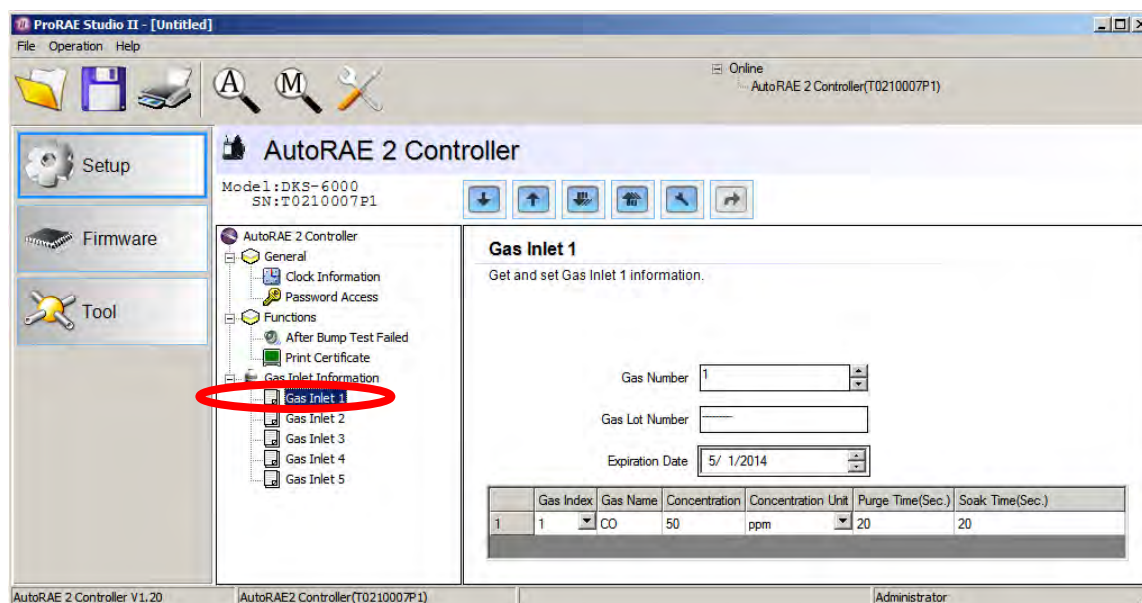 ProRAE Studio II - [Untitled]
File Operation Help
A M
Online
AutoRAE 2 Controller(T0210007P1)
Setup
Firmware
Tool
AutoRAE 2 Controller
Model:DKS-6000
SN:T0210007P1
AutoRAE 2 Controller
General
Clock Information
Password Access
Functions
After Bump Test Failed
Print Certificate
Gas Inlet Information
Gas Inlet 1
Gas Inlet 2
Gas Inlet 3
Gas Inlet 4
Gas Inlet 5
Gas Inlet 1
Get and set Gas Inlet 1 information.
Gas Number 1
Gas Lot Number ---------
Expiration Date 5/ 1/2014
Gas Index Gas Name Concentration Concentration Unit Purge Time(Sec.) Soak Time(Sec.)
1 1 CO 50 ppm 20 20
AutoRAE 2 Controller V1.20 AutoRAE2 Controller(T0210007P1) Administrator